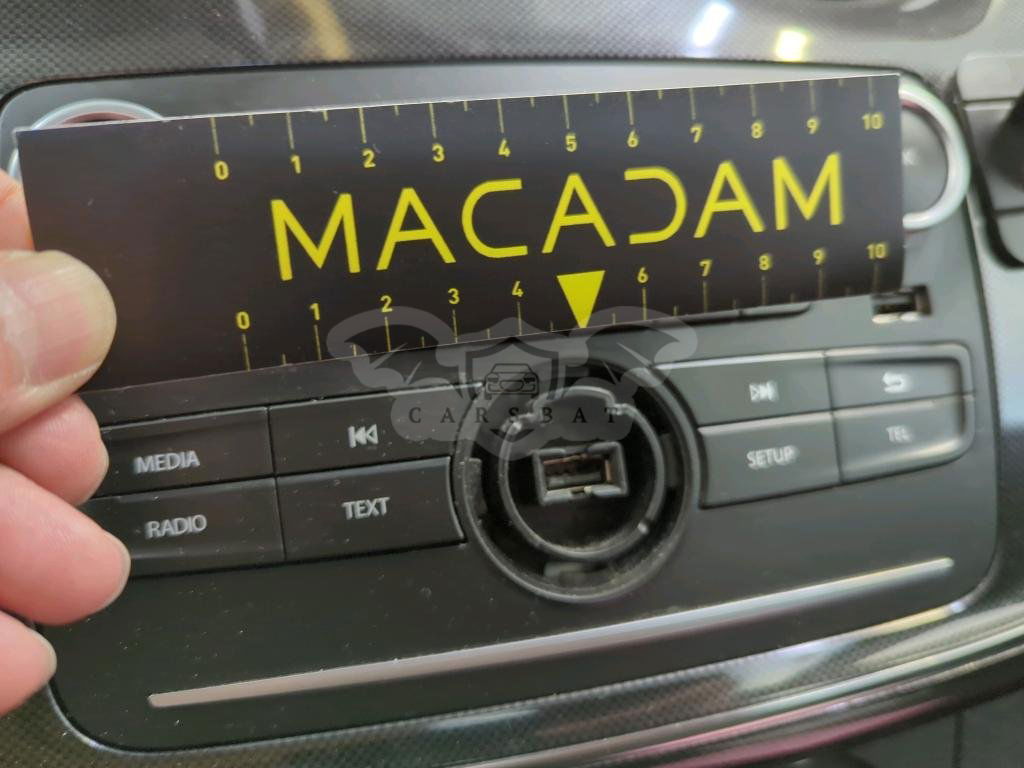 0 1 2 3 4 5 6 7 8 9 10
MACADAM
0 1 2 3 4 6 7 8 9 10
CARSBAT
MEDIA
SETUP TEL
RADIO TEXT